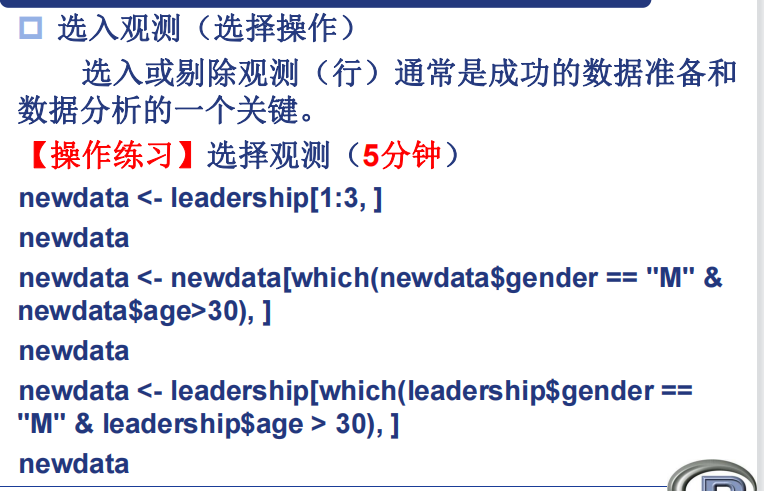 选入观测（选择操作）
选入或剔除观测（行）通常是成功的数据准备和
数据分析的一个关键。
【操作练习】选择观测（5分钟）
newdata <- leadership[1:3, ]
newdata
newdata <- newdata[which(newdata$gender == "M" &
newdata$age>30), ]
newdata
newdata <- leadership[which(leadership$gender ==
"M" & leadership$age > 30), ]
newdata